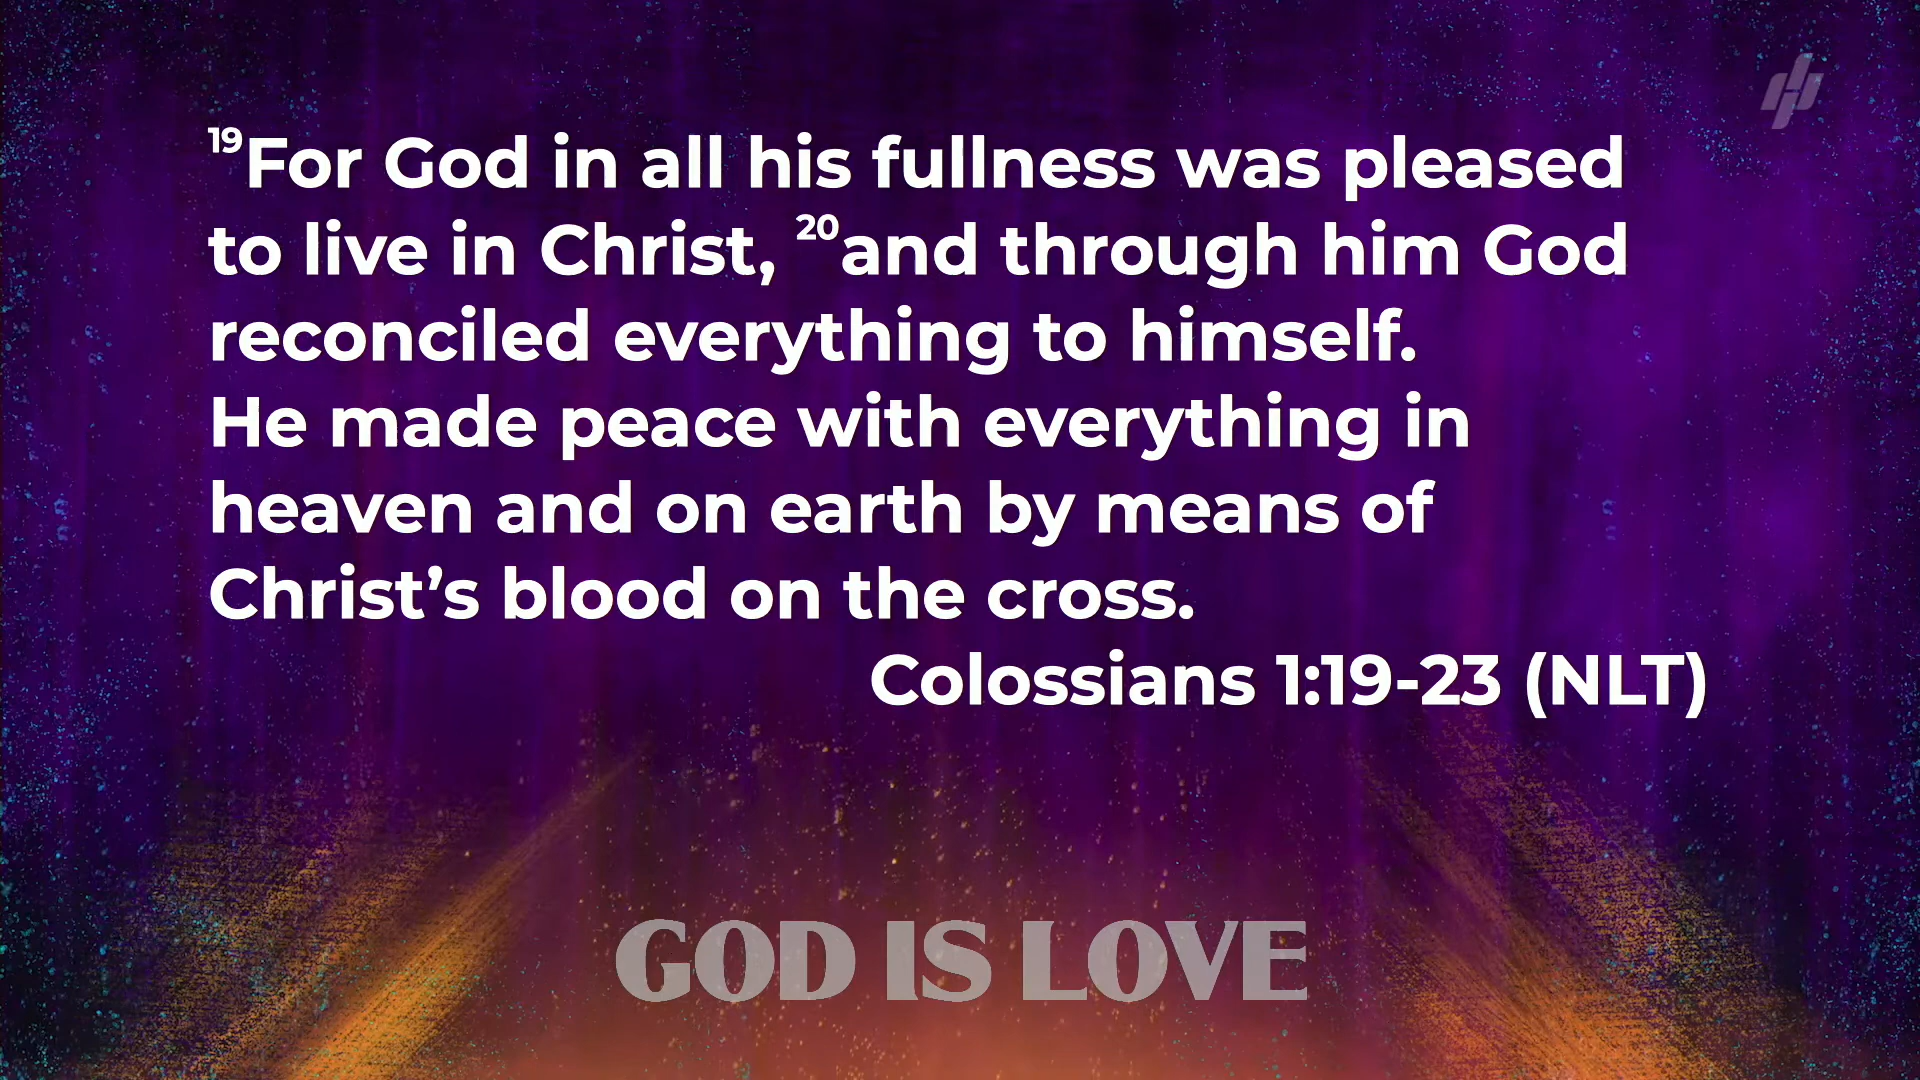 19For God in all his fullness was pleased
to live in Christ, 20and through him God
reconciled everything to himself.
He made peace with everything in
heaven and on earth by means of
Christ’s blood on the cross.
Colossians 1:19-23 (NLT)
GOD IS LOVE